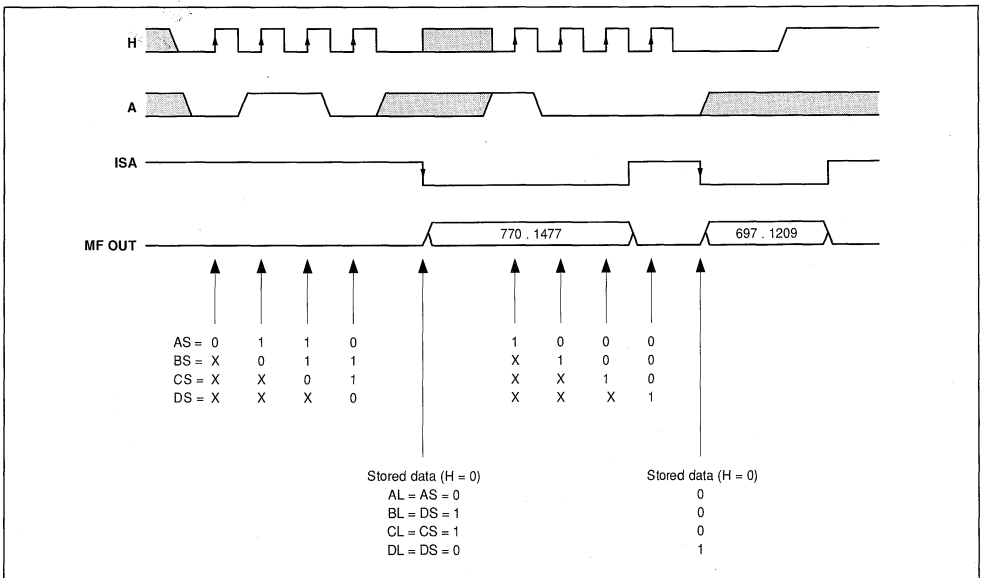 H
A
ISA
MF OUT
770 . 1477
697 . 1209
AS = 0 1 1 0 1 0 0 0
BS = X 0 1 1 X 1 0 0
CS = X X 0 1 X X 1 0
DS = X X X 0 X X X 1
Stored data (H = 0) Stored data (H = 0)
AL = AS = 0 0
BL = DS = 1 0
CL = CS = 1 0
DL = DS = 0 1